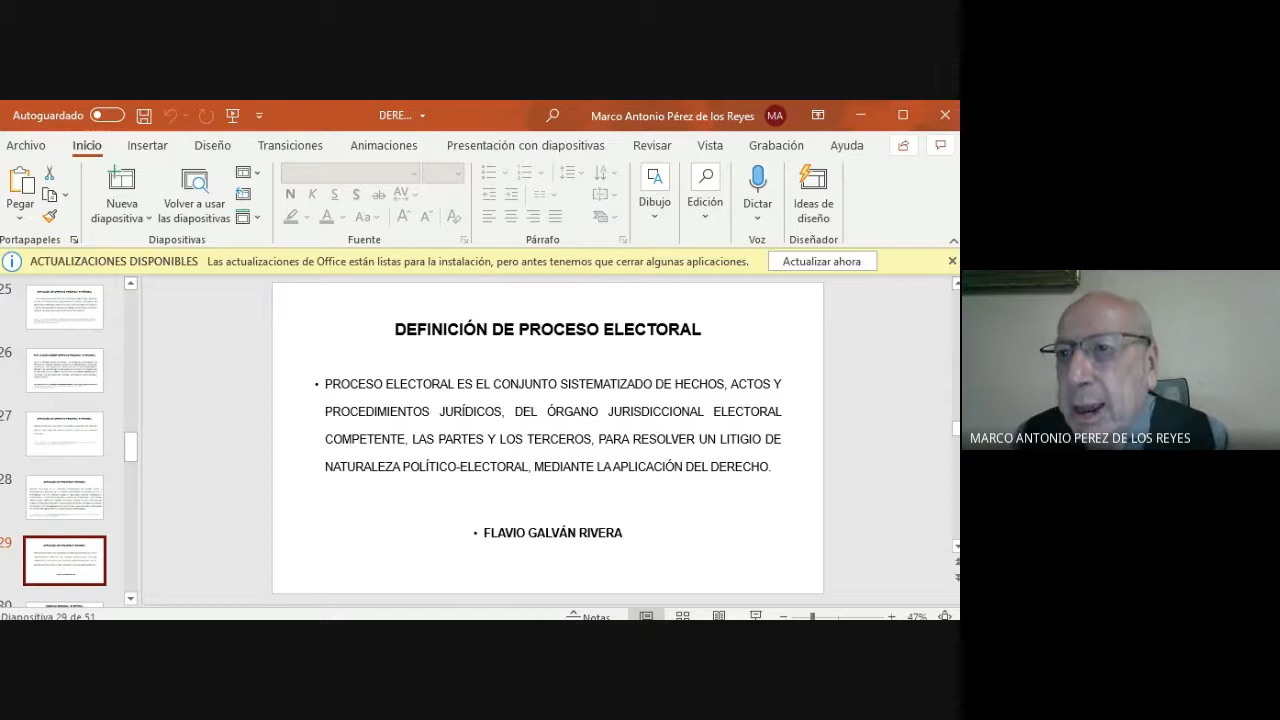 Autoguardado
DERE...
Marco Antonio Pérez de los Reyes
MA
Archivo Inicio Insertar Diseño Transiciones Animaciones Presentación con diapositivas Revisar Vista Grabación Ayuda
Pegar
Nueva diapositiva
Volver a usar las diapositivas
N K S S ab AV
A Aa A A
Dibujo
Edición
Dictar
Ideas de diseño
Portapapeles Diapositivas Fuente Párrafo Voz Diseñador
ACTUALIZACIONES DISPONIBLES Las actualizaciones de Office están listas para la instalación, pero antes tenemos que cerrar algunas aplicaciones. Actualizar ahora
25
26
27
28
29
30
DEFINICIÓN DE PROCESO ELECTORAL
• PROCESO ELECTORAL ES EL CONJUNTO SISTEMATIZADO DE HECHOS, ACTOS Y
PROCEDIMIENTOS JURÍDICOS, DEL ÓRGANO JURISDICCIONAL ELECTORAL
COMPETENTE, LAS PARTES Y LOS TERCEROS, PARA RESOLVER UN LITIGIO DE
NATURALEZA POLÍTICO-ELECTORAL, MEDIANTE LA APLICACIÓN DEL DERECHO.
• FLAVIO GALVÁN RIVERA
MARCO ANTONIO PEREZ DE LOS REYES
Diapositiva 29 de 51
Notas
47%